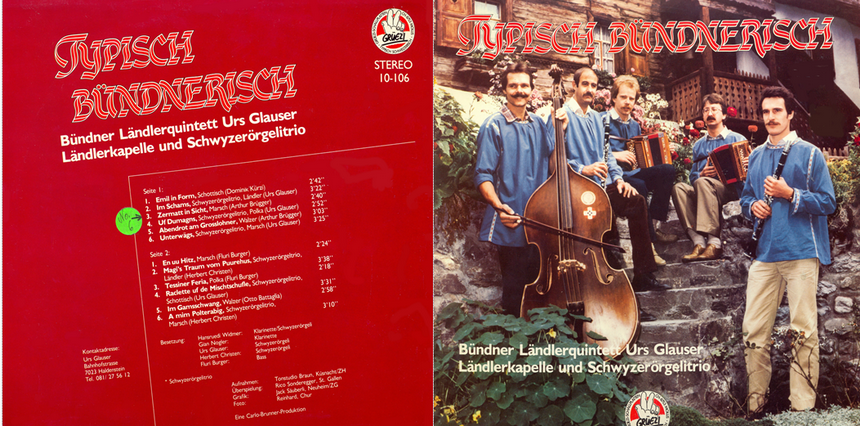 TYPISCH
BÜNDNERISCH
Bündner Ländlerquintett Urs Glauser
Ländlerkapelle und Schwyzerörgelitrio
GRÜEZI
STEREO
10-106
Seite 1:
1. Emil in Form, Schottisch (Dominik Kürsi) 2'42"
2. Im Schams, Schwyzerörgelitrio, Ländler (Urs Glauser) 3'22"
3. Zermatt in Sicht, Marsch (Arthur Brügger) 2'40"
4. Uf Dumagns, Schwyzerörgelitrio, Polka (Urs Glauser) 2'52"
5. Abendrot am Grosslohner, Walzer (Arthur Brügger) 3'03"
6. Unterwägs, Schwyzerörgelitrio, Marsch (Urs Glauser) 3'25"
Seite 2:
1. En uu Hitz, Marsch (Fluri Burger) 2'24"
2. Magi's Traum vom Puurehus, Schwyzerörgelitrio,
Ländler (Herbert Christen) 3'38"
3. Tessiner Feria, Polka (Fluri Burger) 2'18"
4. Raclette uf de Mischtschufle, Schwyzerörgelitrio,
Schottisch (Urs Glauser) 3'31"
5. Im Gamsschwang, Walzer (Otto Battaglia) 2'58"
6. A mim Polterabig, Schwyzerörgelitrio,
Marsch (Herbert Christen) 3'10"
Besetzung: Hansruedi Widmer: Klarinette/Schwyzerörgeli
Gian Negler: Klarinette
Urs Glauser: Schwyzerörgeli
Herbert Christen: Schwyzerörgeli
Fluri Burger: Bass
Kontaktadresse:
Urs Glauser
Bahnhofstrasse
7023 Haldenstein
Tel. 081/ 27 56 12
* Schwyzerörgelitrio
Aufnahmen: Tonstudio Braun, Küsnacht/ZH
Überspielung: Rico Sonderegger, St. Gallen
Grafik: Jack Säuberli, Neuheim/ZG
Foto: Reinhard, Chur
Eine Carlo-Brunner-Produktion
TYPISCH BÜNDNERISCH
Bündner Ländlerquintett Urs Glauser
Ländlerkapelle und Schwyzerörgelitrio
GRÜEZI